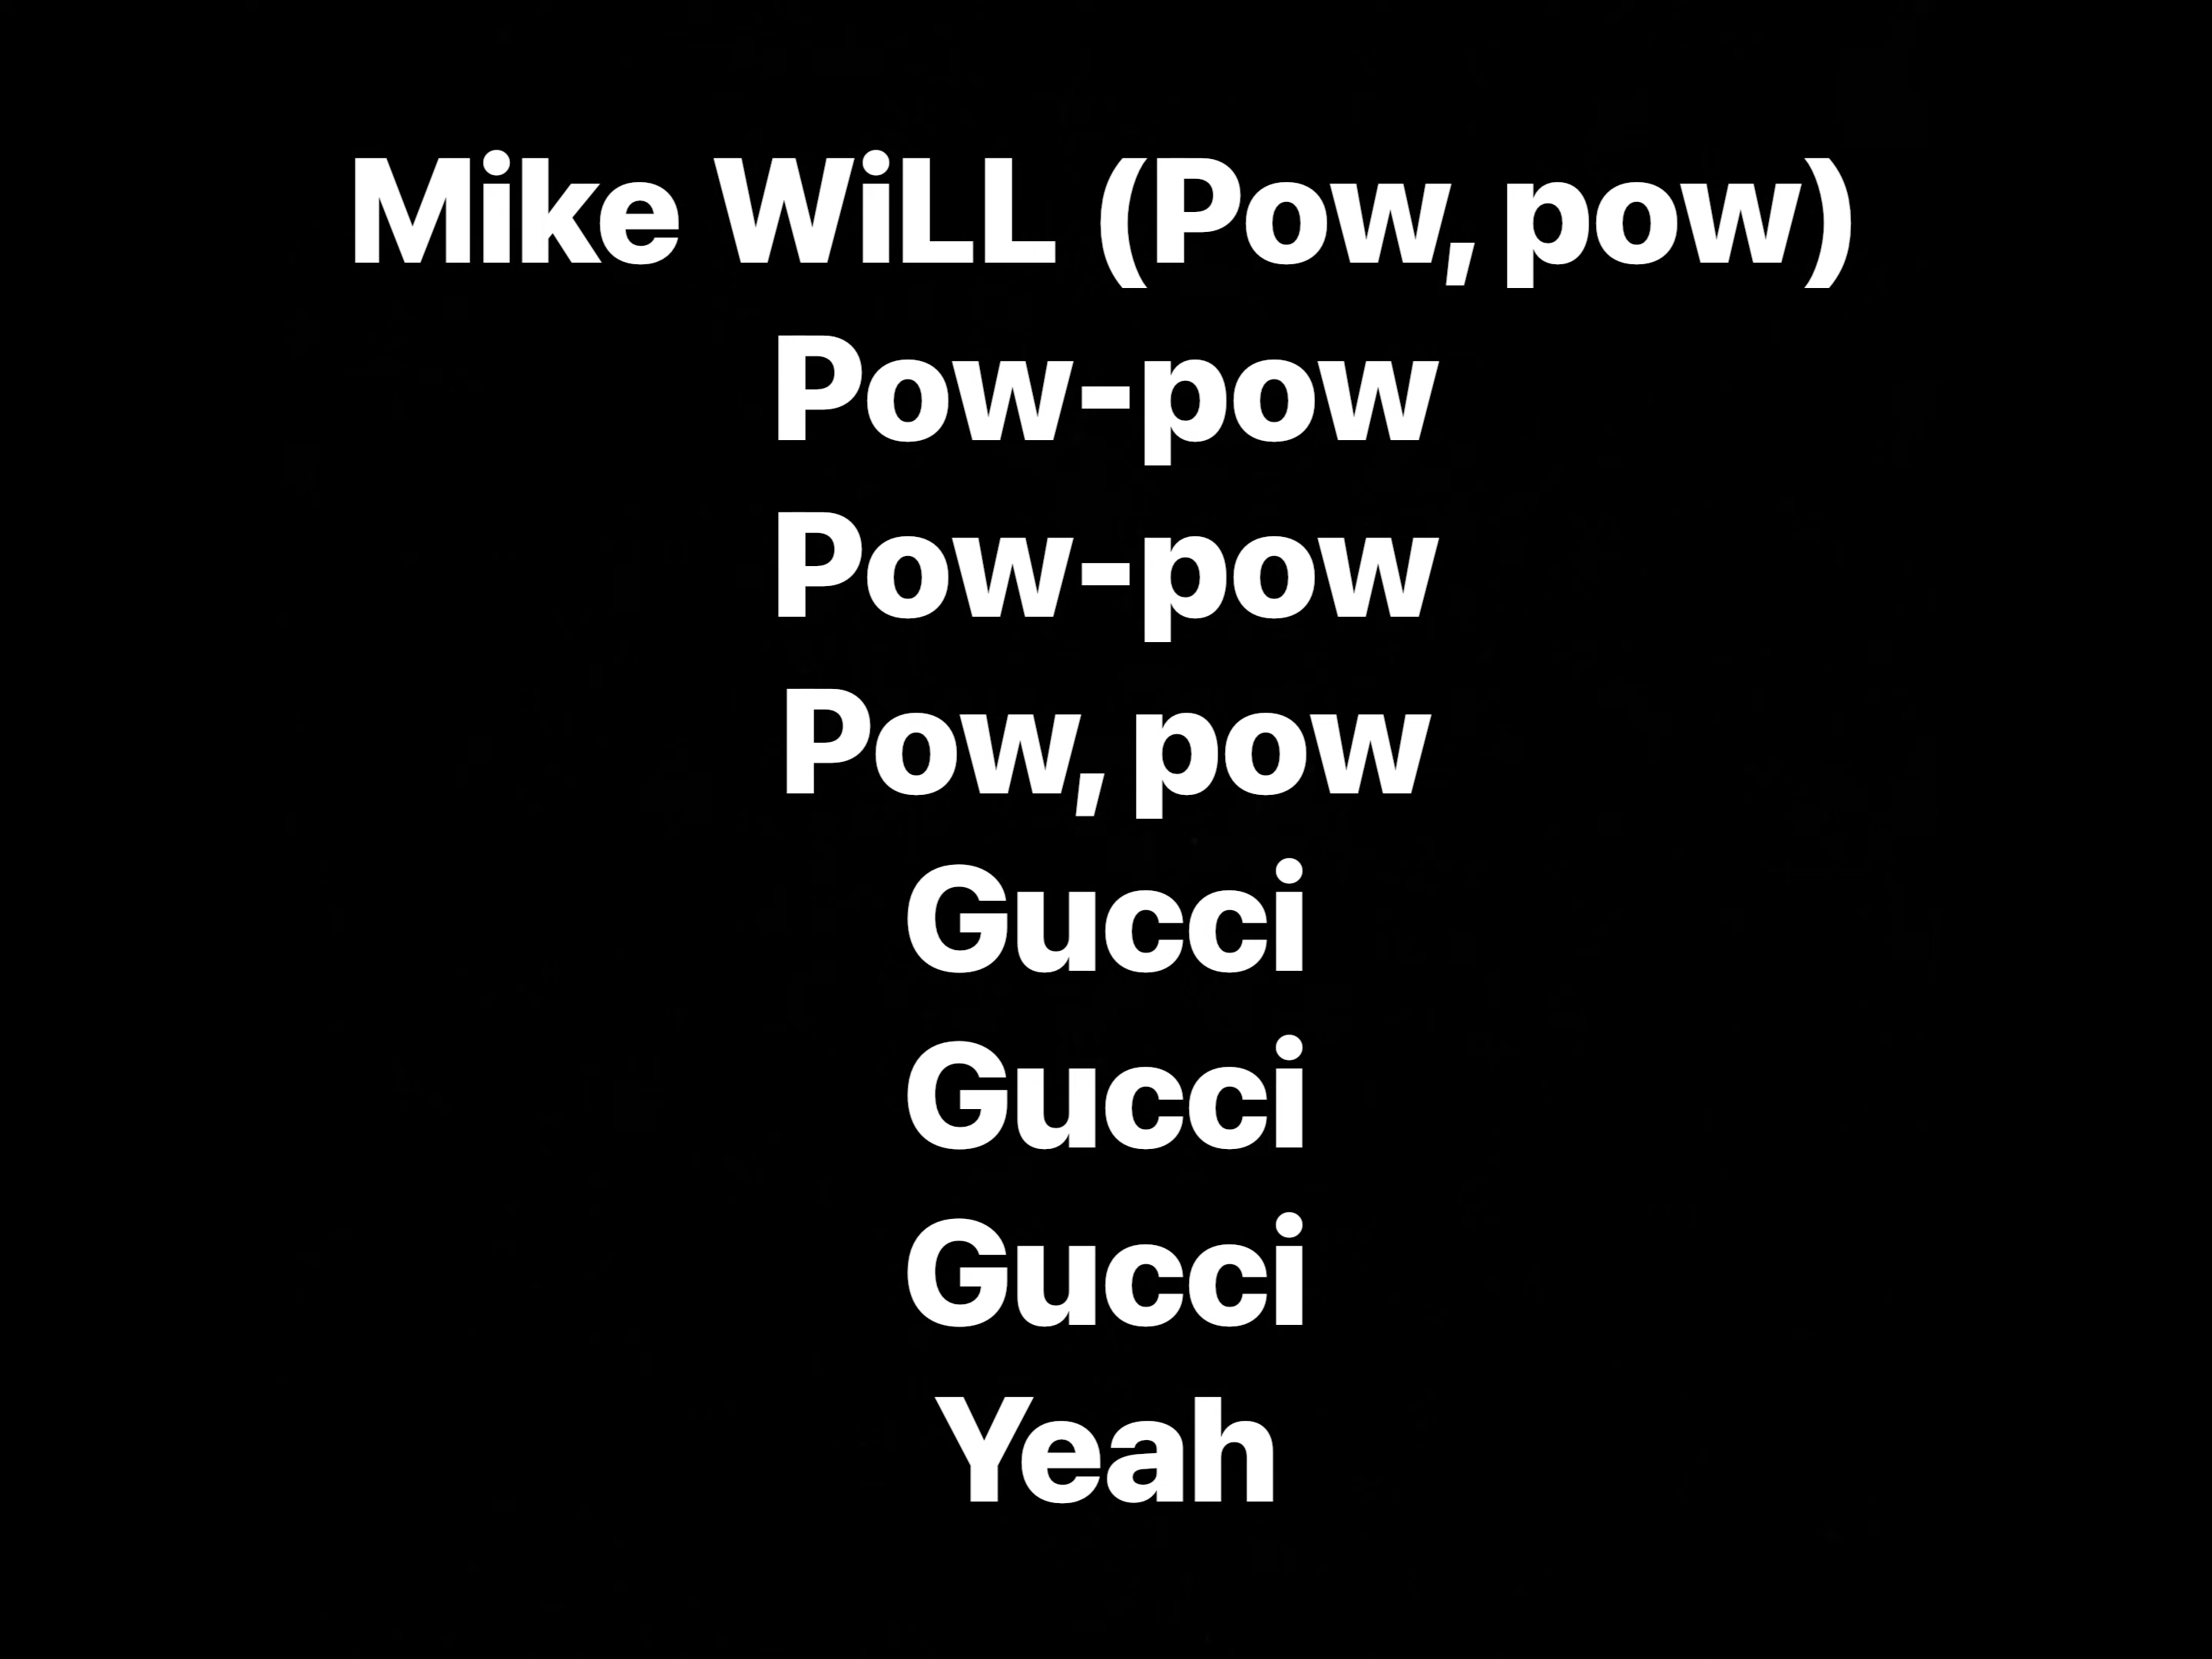 Mike WiLL (Pow, pow)
Pow-pow
Pow-pow
Pow, pow
Gucci
Gucci
Gucci
Yeah